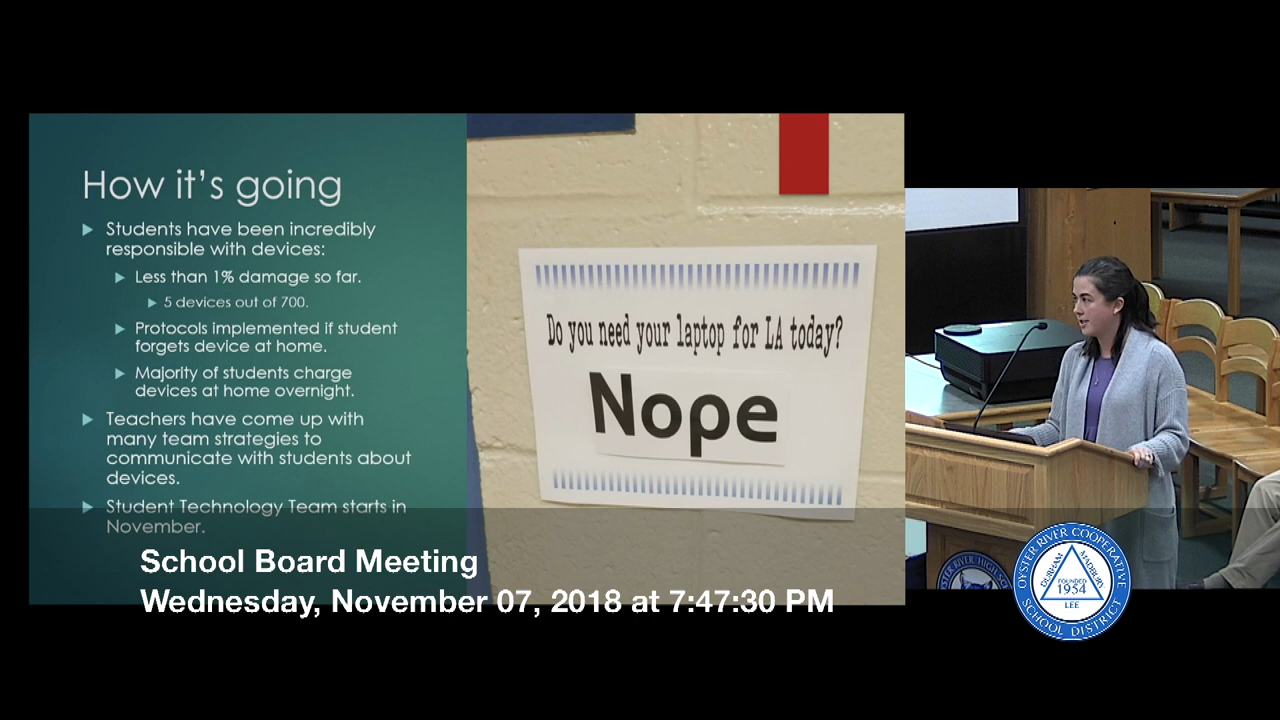 How it's going
Students have been incredibly
responsible with devices:
Less than 1% damage so far.
5 devices out of 700.
Protocols implemented if student
forgets device at home.
Majority of students charge
devices at home overnight.
Teachers have come up with
many team strategies to
communicate with students about
devices.
Student Technology Team starts in
November.
Do you need your laptop for LA today?
Nope
School Board Meeting
Wednesday, November 07, 2018 at 7:47:30 PM
OYSTER RIVER COOPERATIVE
SCHOOL DISTRICT
DURHAM
MADBURY
FOUNDED
1954
LEE
OYSTER RIVER HIGH